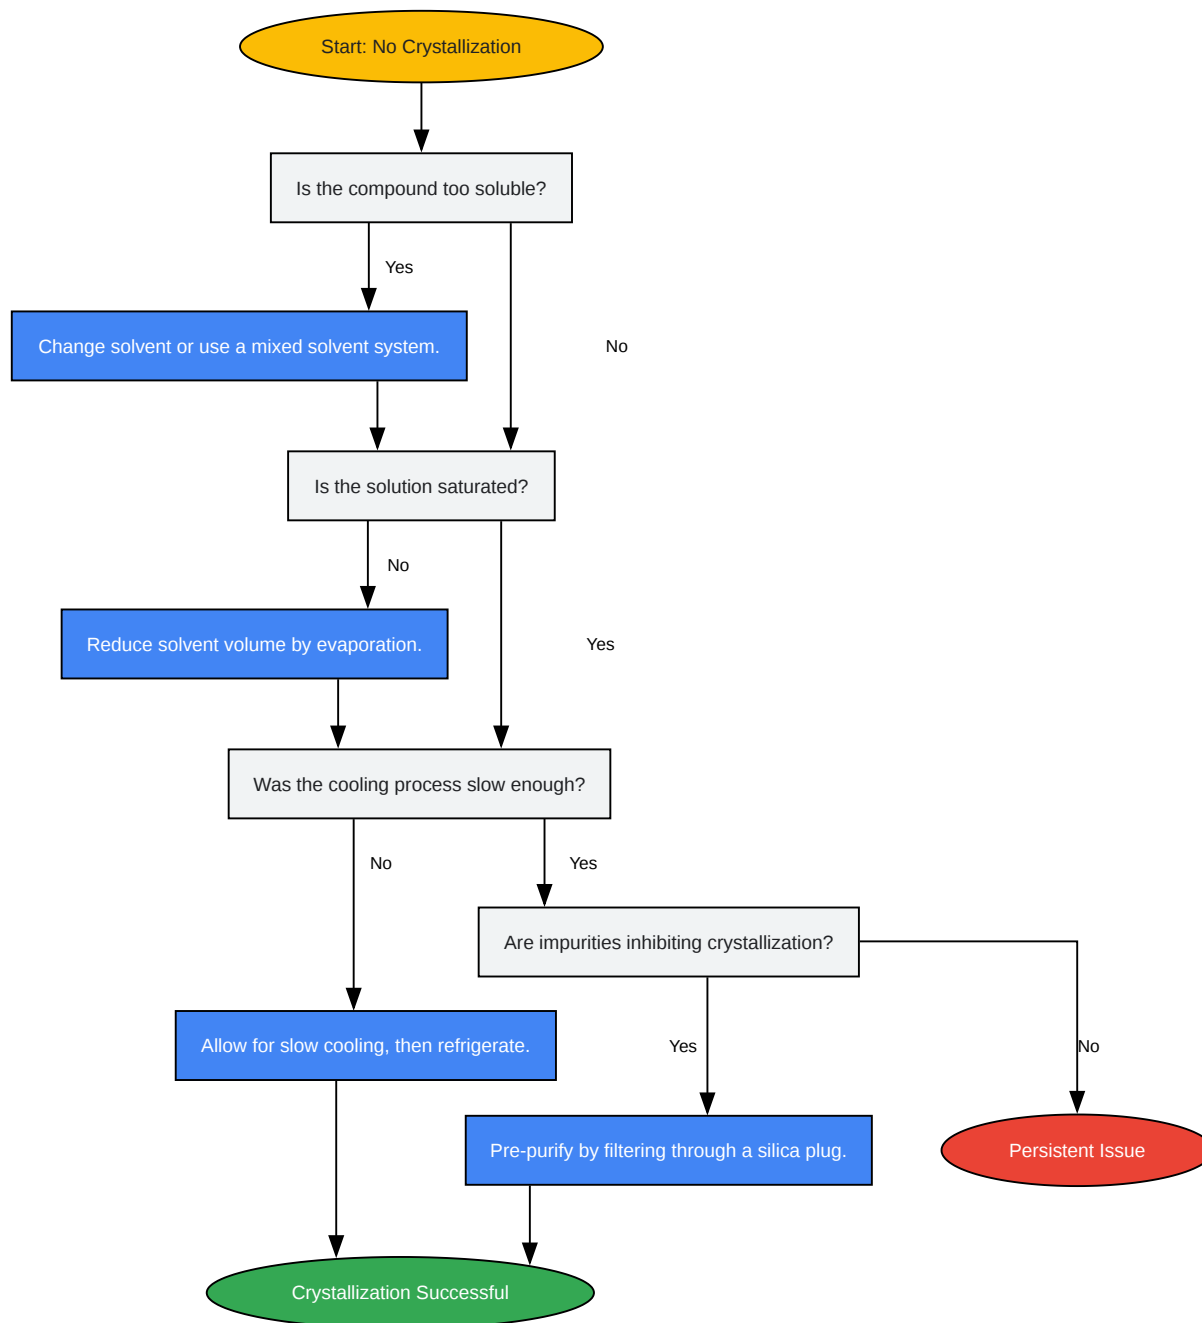 Start: No Crystallization
Is the compound too soluble?
Yes
Change solvent or use a mixed solvent system.
No
Is the solution saturated?
No
Reduce solvent volume by evaporation.
Yes
Was the cooling process slow enough?
No
Yes
Are impurities inhibiting crystallization?
Allow for slow cooling, then refrigerate.
Yes
No
Pre-purify by filtering through a silica plug.
Persistent Issue
Crystallization Successful